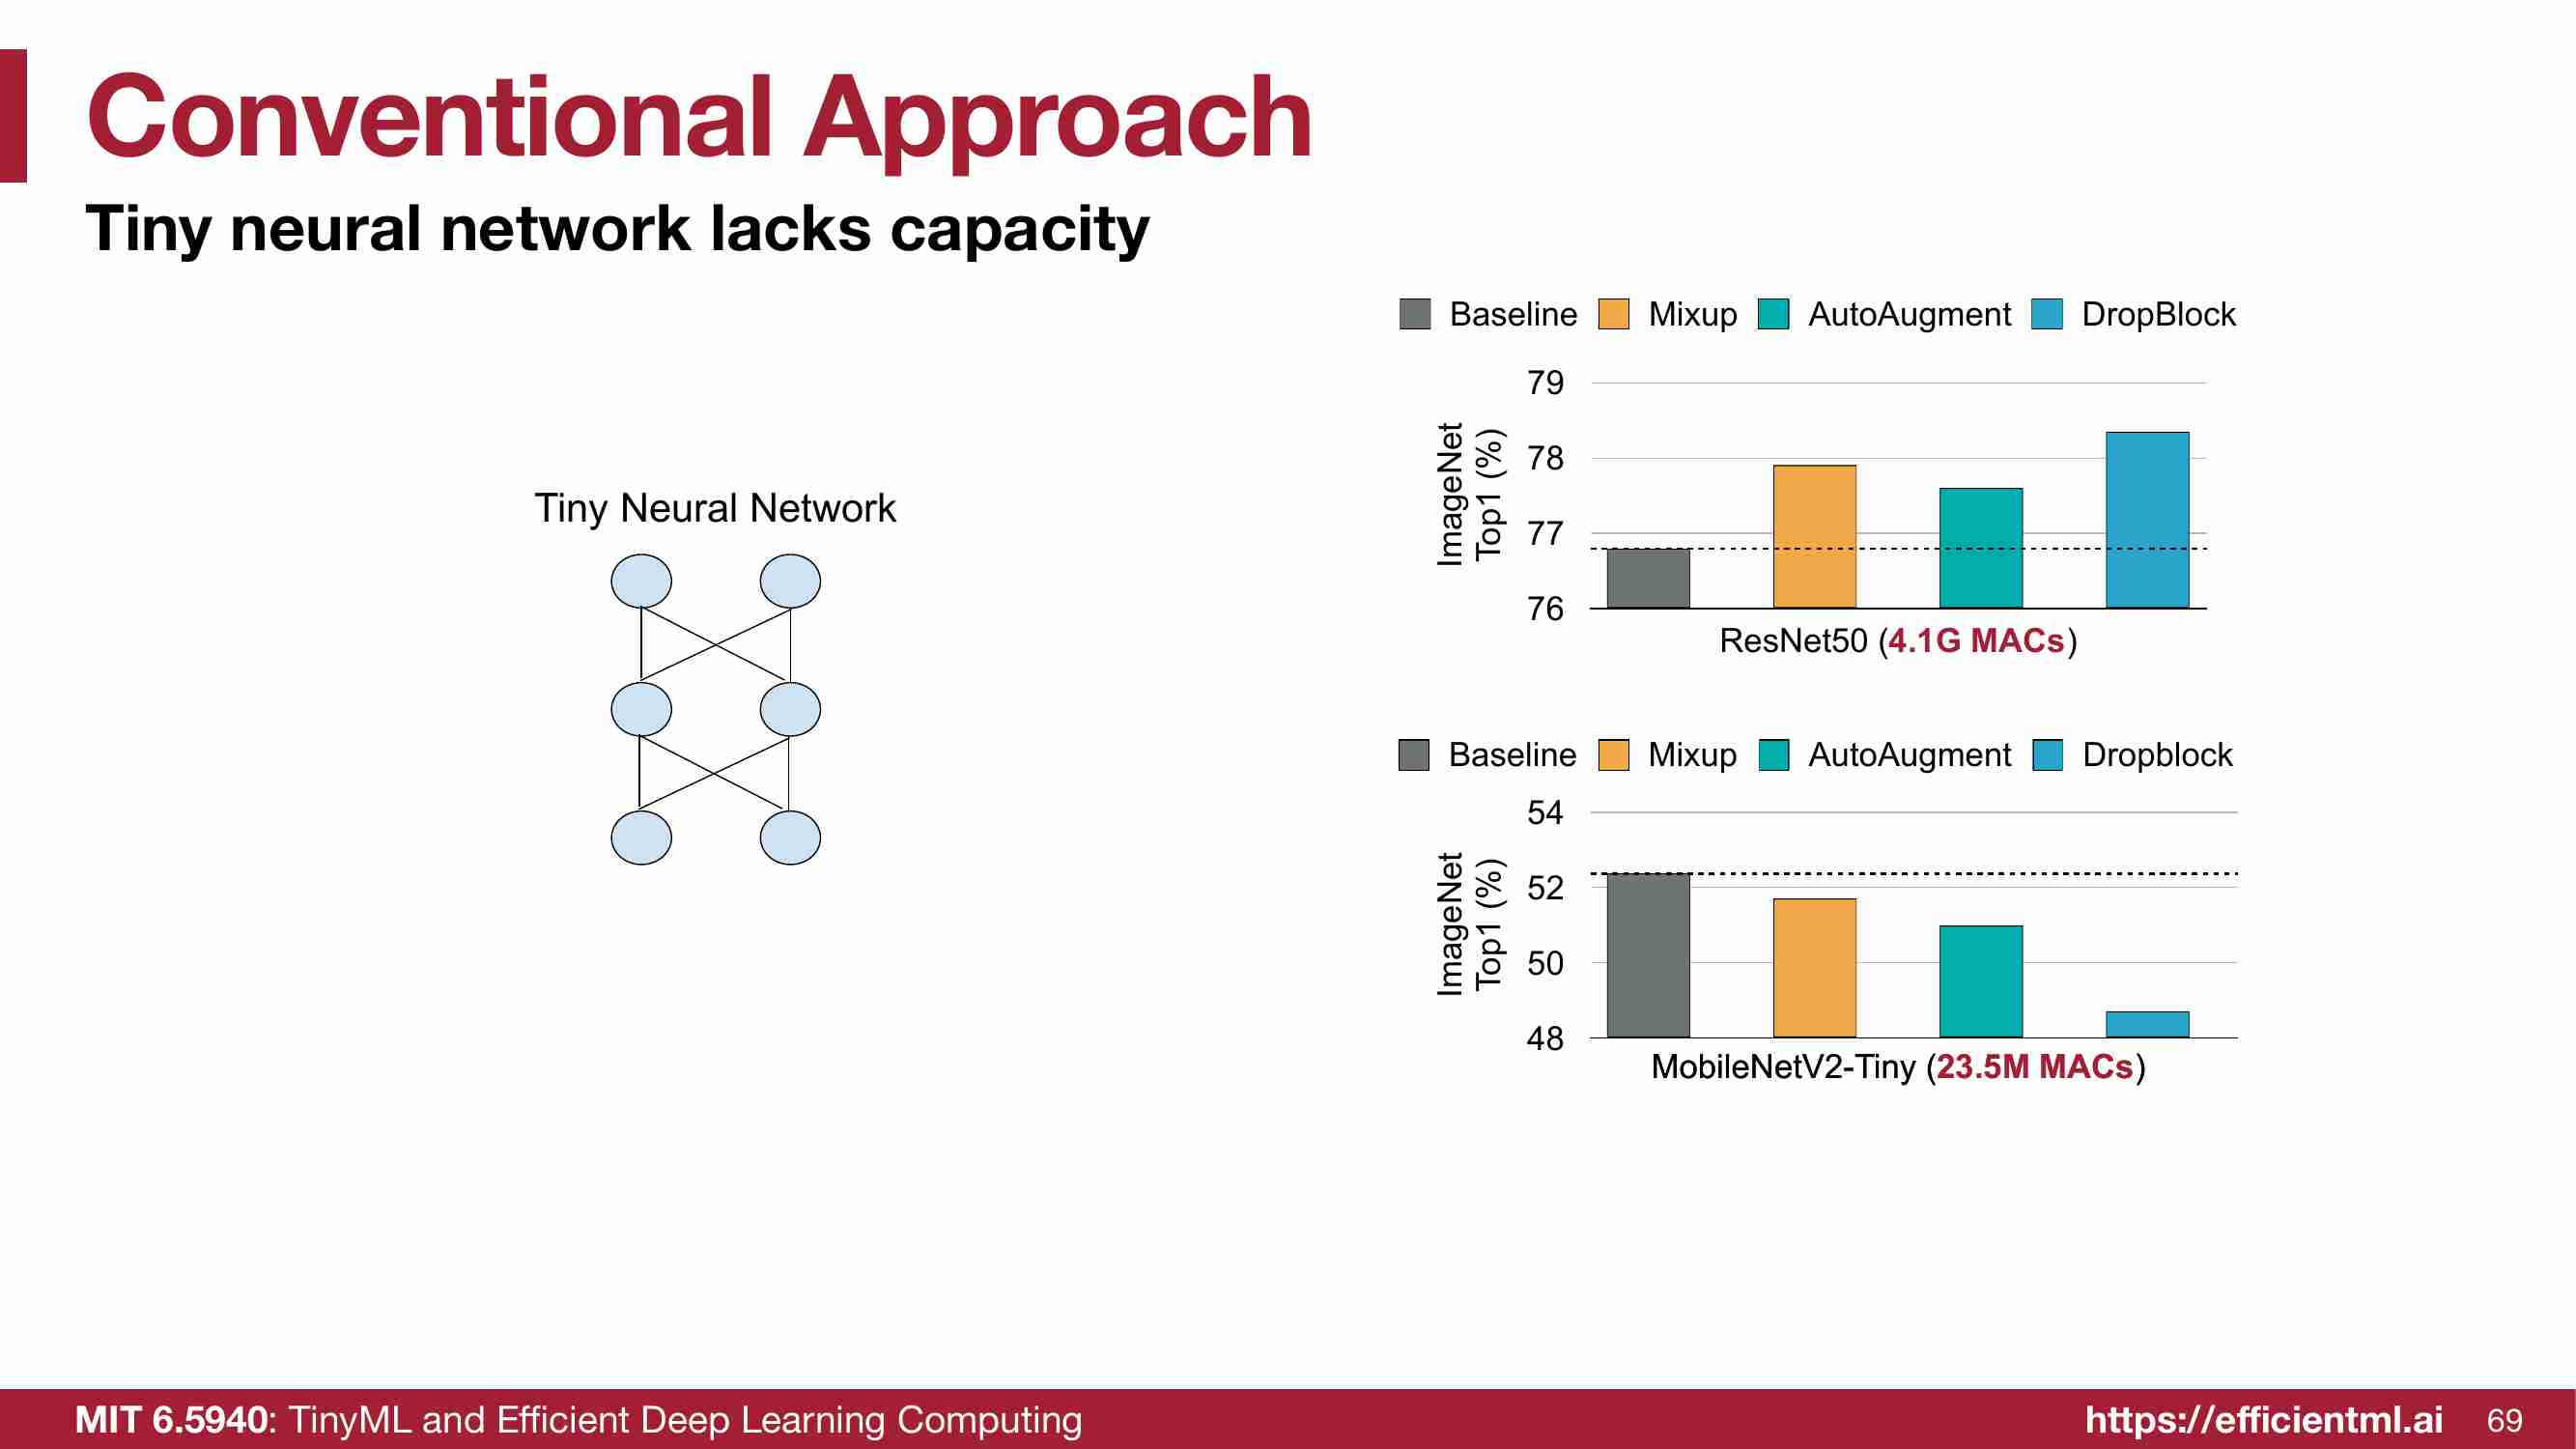 Conventional Approach
Tiny neural network lacks capacity
Tiny Neural Network
Baseline Mixup AutoAugment DropBlock
ImageNet
Top1 (%)
79
78
77
76
ResNet50 (4.1G MACs)
Baseline Mixup AutoAugment Dropblock
ImageNet
Top1 (%)
54
52
50
48
MobileNetV2-Tiny (23.5M MACs)
MIT 6.5940: TinyML and Efficient Deep Learning Computing
https://efficientml.ai 69